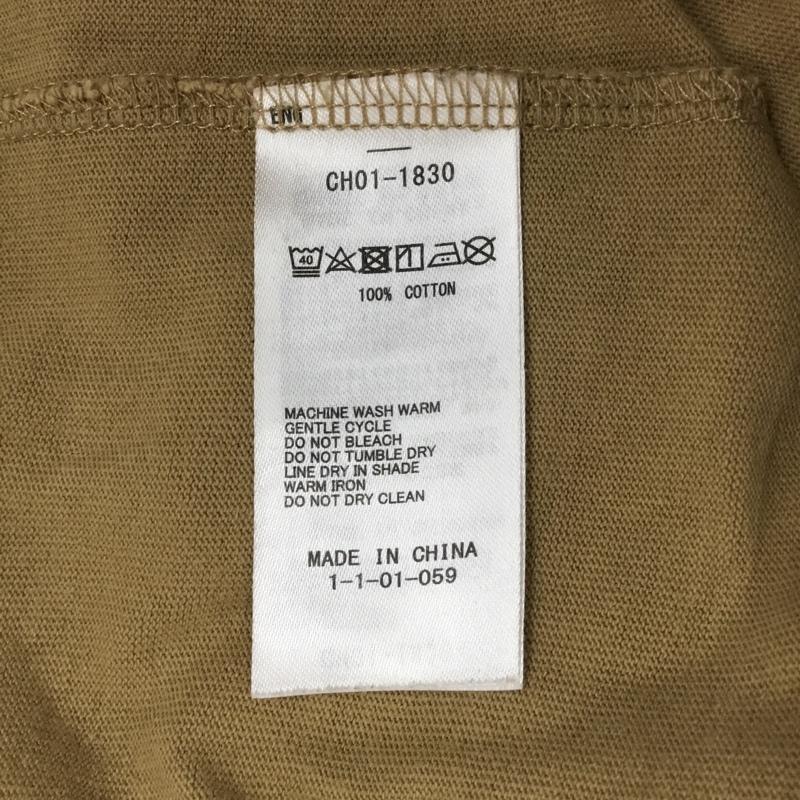 CH01-1830
40
100% COTTON
MACHINE WASH WARM
GENTLE CYCLE
DO NOT BLEACH
DO NOT TUMBLE DRY
LINE DRY IN SHADE
WARM IRON
DO NOT DRY CLEAN
MADE IN CHINA
1-1-01-059